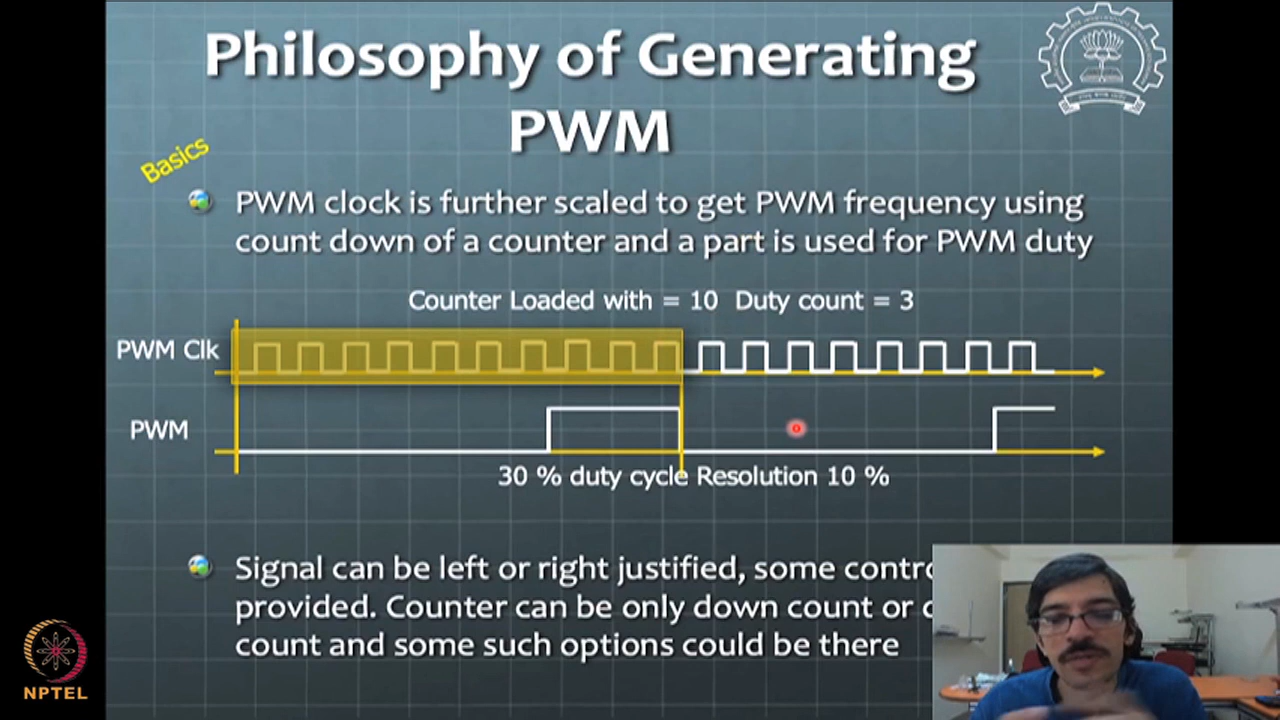 Philosophy of Generating
PWM
Basics
PWM clock is further scaled to get PWM frequency using
count down of a counter and a part is used for PWM duty
Counter Loaded with = 10 Duty count = 3
PWM Clk
PWM
30 % duty cycle Resolution 10 %
Signal can be left or right justified, some
provided. Counter can be only down count or
count and some such options could be there
NPTEL